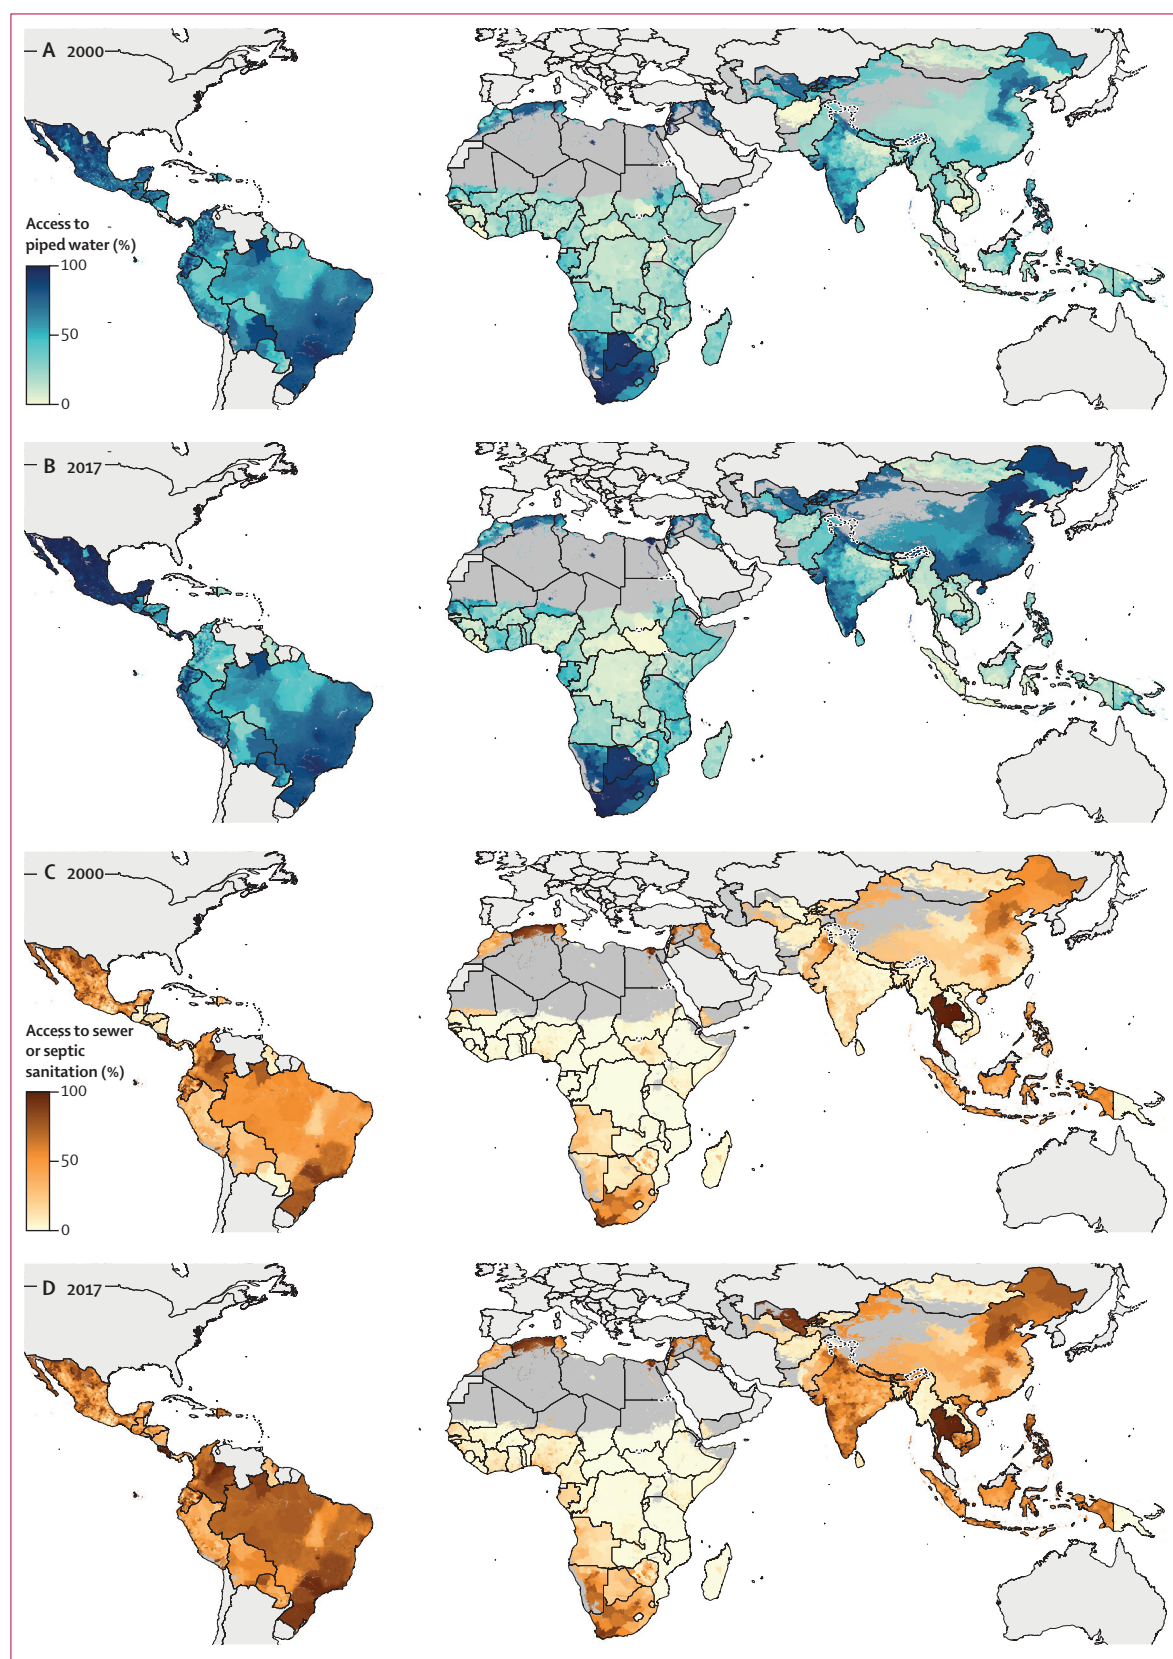 A 2000
Access to
piped water (%)
100
50
0
B 2017
C 2000
Access to sewer
or septic
sanitation (%)
100
50
0
D 2017